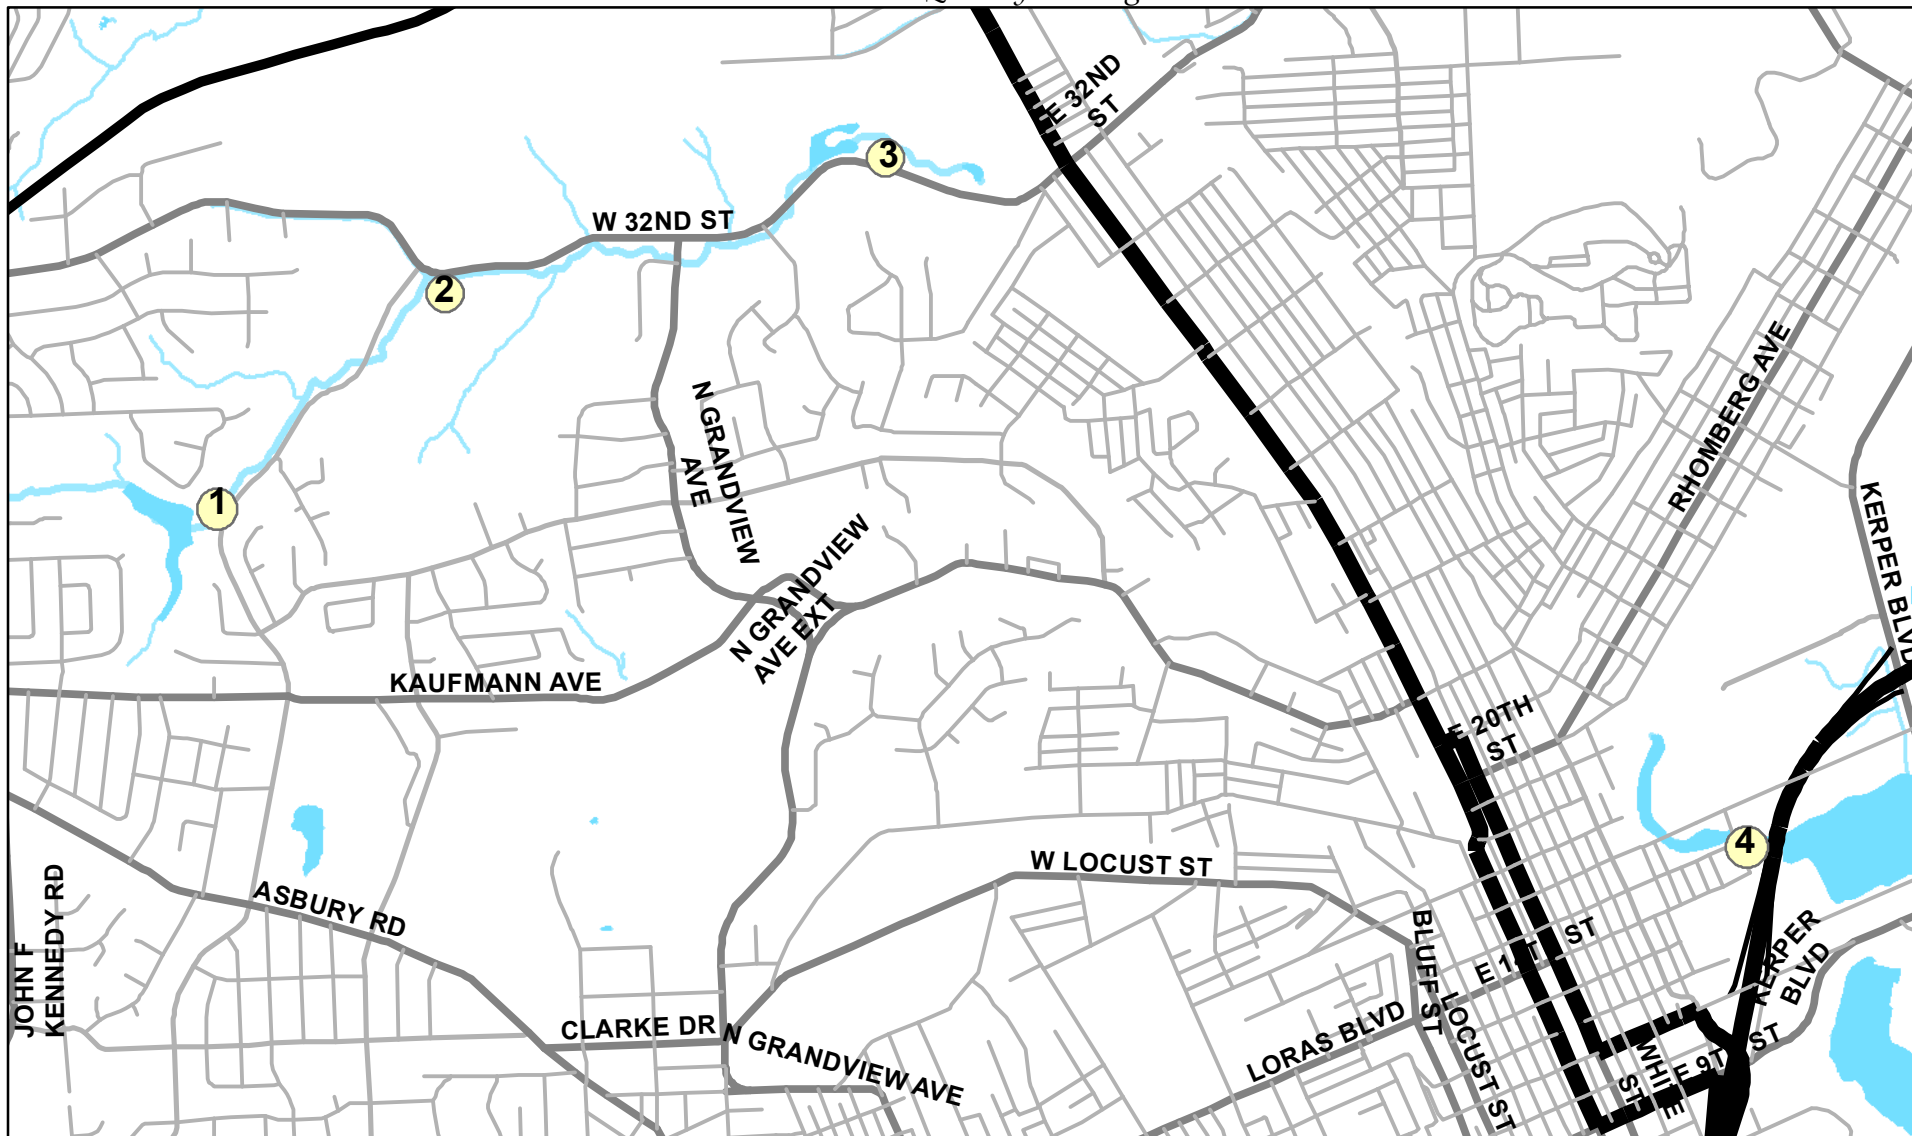 E 32ND
ST
3
W 32ND ST
2
RHOMBERG AVE
N GRANDVIEW
AVE
1
KERPER BLVD
N GRANDVIEW
AVE EXT
KAUFMANN AVE
E 20TH
ST
4
W LOCUST ST
ASBURY RD
JOHN F
KENNEDY RD
BLUFF ST
ST
KERPER
BLVD
CLARKE DR
N GRANDVIEW AVE
LORAS BLVD
LOCUST ST
WHITE
ST
E 9TH ST